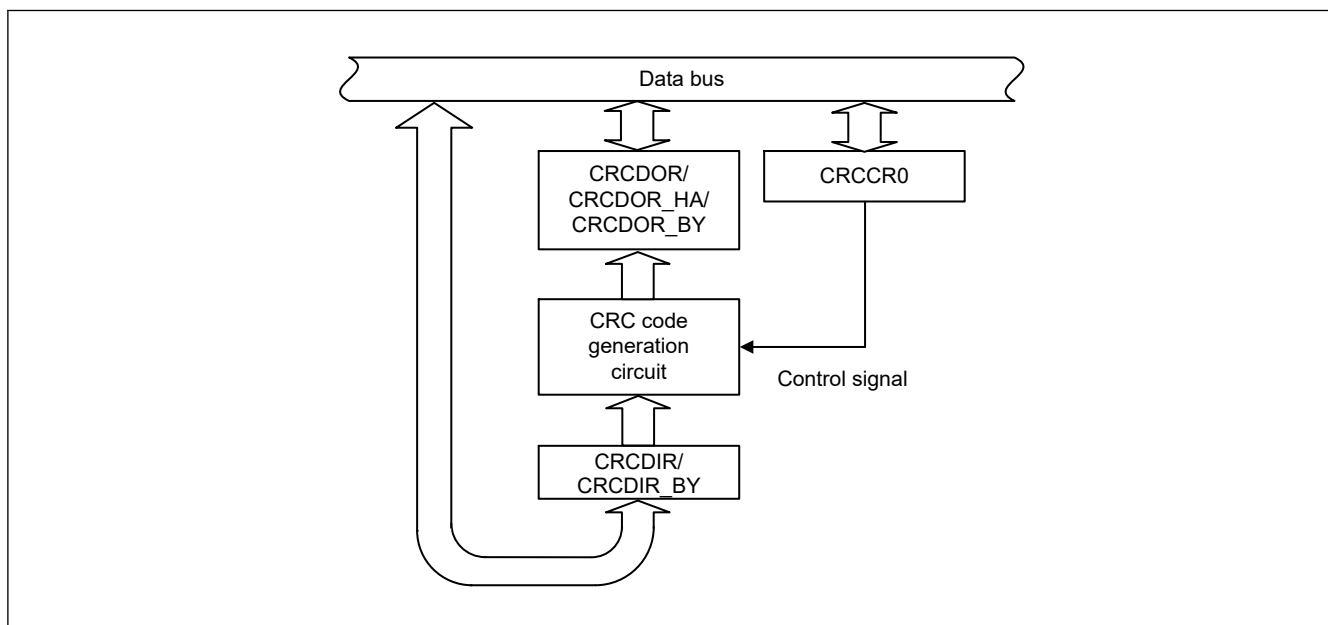 Data bus
CRCDOR/
CRCDOR_HA/
CRCDOR_BY
CRCCR0
CRC code
generation
circuit
Control signal
CRCDIR/
CRCDIR_BY